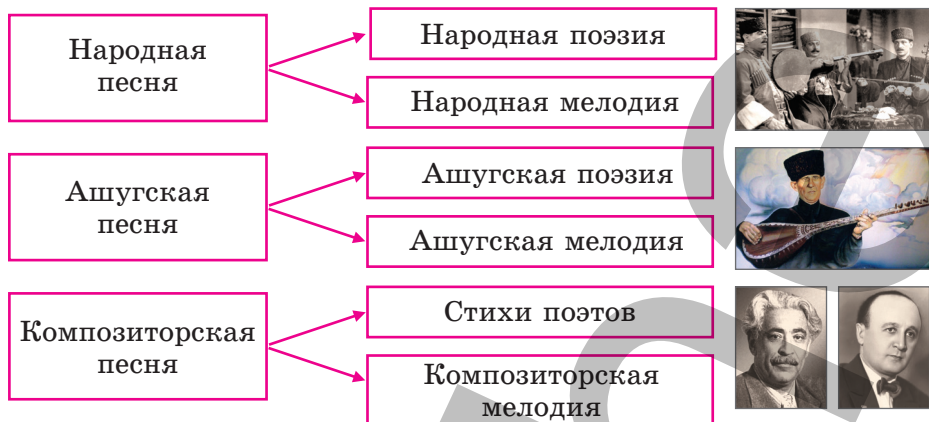 Народная
песня
Народная поэзия
Народная мелодия
Ашугская
песня
Ашугская поэзия
Ашугская мелодия
Композиторская
песня
Стихи поэтов
Композиторская
мелодия